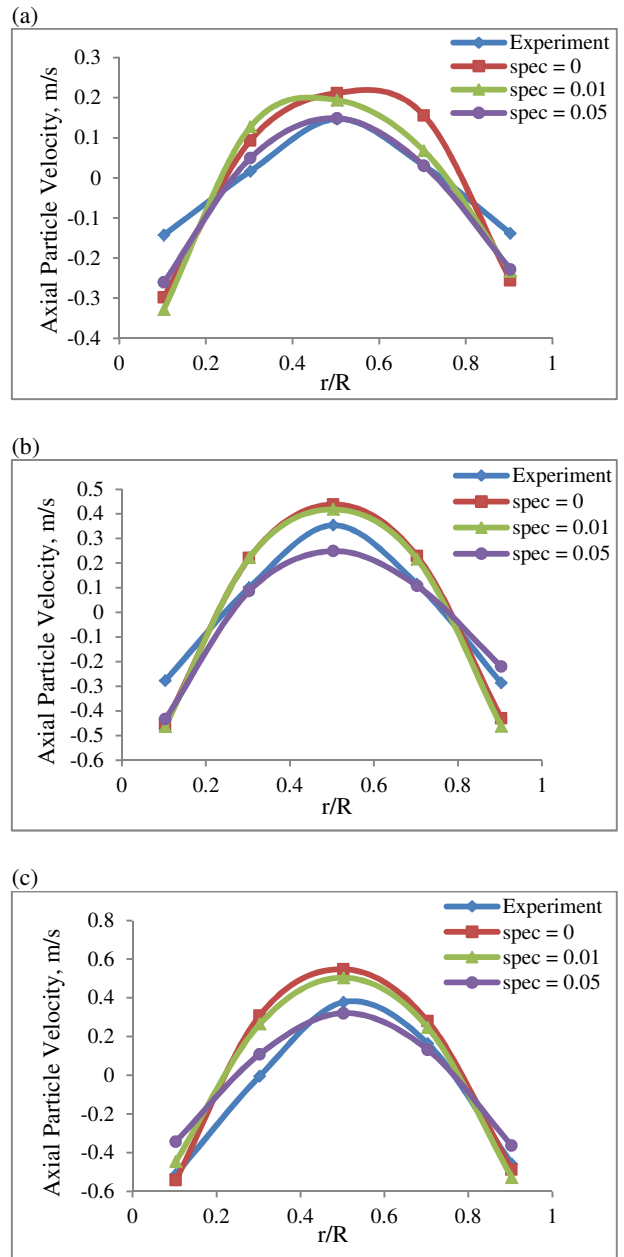 (a)
Experiment
spec = 0
spec = 0.01
spec = 0.05
Axial Particle Velocity, m/s
0.3
0.2
0.1
0
-0.1
-0.2
-0.3
-0.4
0 0.2 0.4 0.6 0.8 1
r/R
(b)
Experiment
spec = 0
spec = 0.01
spec = 0.05
Axial Particle Velocity, m/s
0.5
0.4
0.3
0.2
0.1
0
-0.1
-0.2
-0.3
-0.4
-0.5
-0.6
0 0.2 0.4 0.6 0.8 1
r/R
(c)
Experiment
spec = 0
spec = 0.01
spec = 0.05
Axial Particle Velocity, m/s
0.8
0.6
0.4
0.2
0
-0.2
-0.4
-0.6
0 0.2 0.4 0.6 0.8 1
r/R